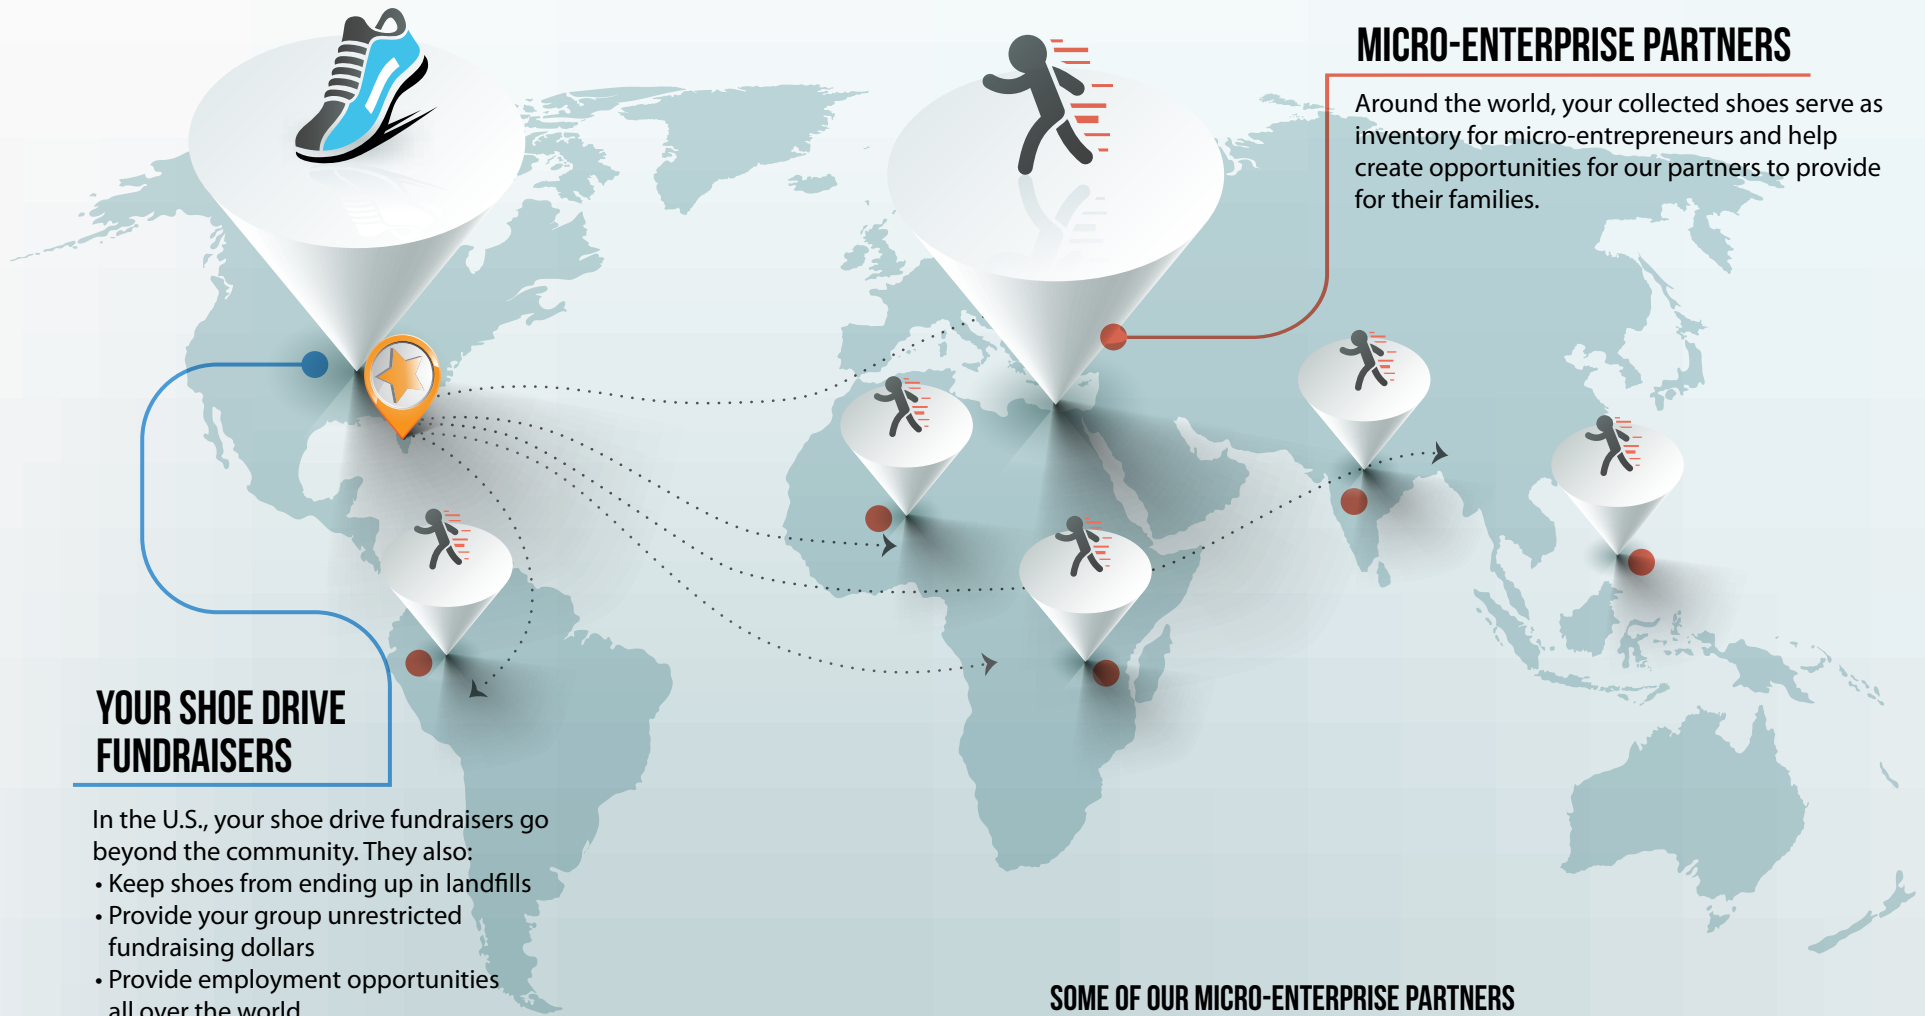 MICRO-ENTERPRISE PARTNERS
Around the world, your collected shoes serve as
inventory for micro-entrepreneurs and help
create opportunities for our partners to provide
for their families.
YOUR SHOE DRIVE
FUNDRAISERS
In the U.S., your shoe drive fundraisers go
beyond the community. They also:
• Keep shoes from ending up in landfills
• Provide your group unrestricted
fundraising dollars
• Provide employment opportunities
all over the world
SOME OF OUR MICRO-ENTERPRISE PARTNERS